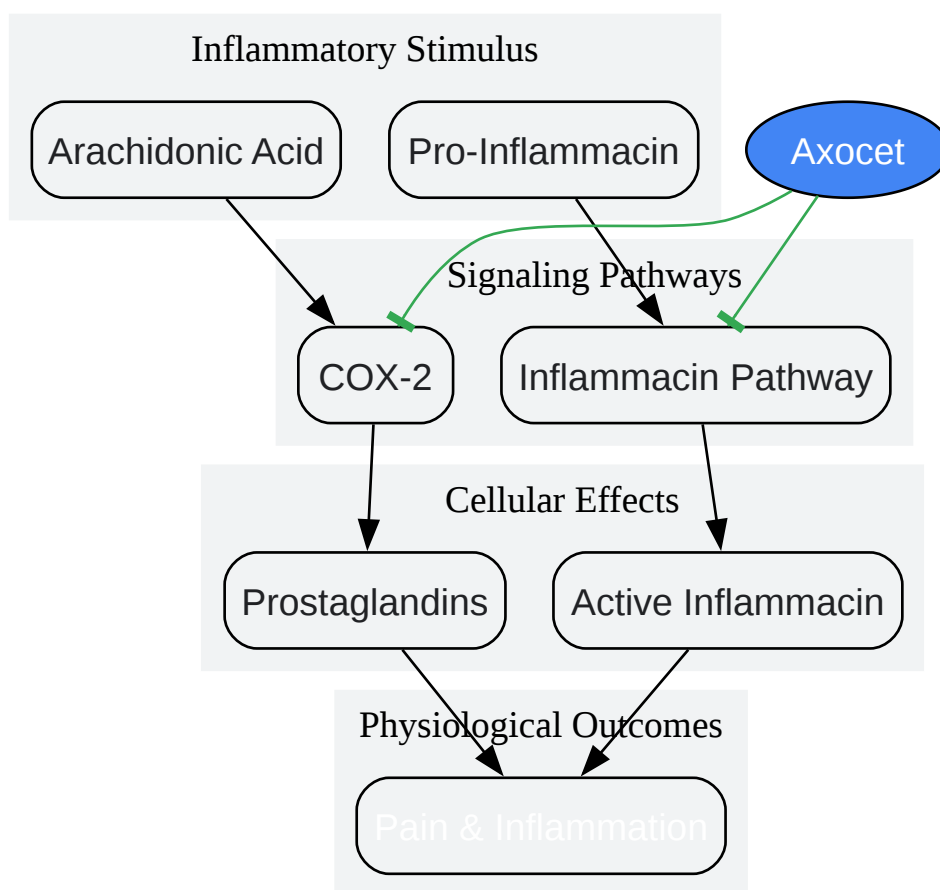 Inflammatory Stimulus
Arachidonic Acid
Pro-Inflammacin
Axocet
Signaling Pathways
COX-2
Inflammacin Pathway
Cellular Effects
Prostaglandins
Active Inflammacin
Physiological Outcomes
Pain & Inflammation